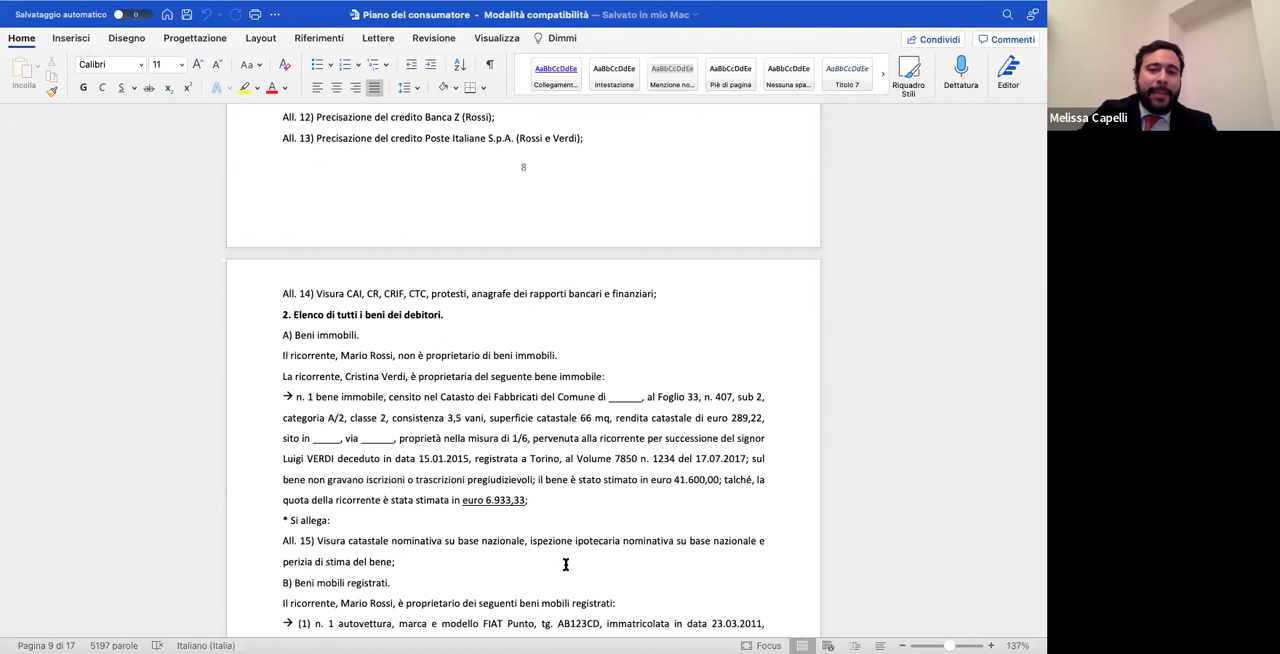 Salvataggio automatico 0 Piano del consumatore - Modalità compatibilità — Salvato in mio Mac
Home Inserisci Disegno Progettazione Layout Riferimenti Lettere Revisione Visualizza Dimmi Condividi Commenti
Incolla Calibri 11 Aa
G C S ab x₂ x² A A
AaBbCcDdEe AaBbCcDdEe AaBbCcDdEe AaBbCcDdEe AaBbCcDdEe AaBbCcDdEe
Collegament... Intestazione Menzione no... Piè di pagina Nessuna spa... Titolo 7
Riquadro Stili Dettatura Editor
Melissa Capelli
All. 12) Precisazione del credito Banca Z (Rossi);
All. 13) Precisazione del credito Poste Italiane S.p.A. (Rossi e Verdi);
8
All. 14) Visura CAI, CR, CRIF, CTC, protesti, anagrafe dei rapporti bancari e finanziari;
2. Elenco di tutti i beni dei debitori.
A) Beni immobili.
Il ricorrente, Mario Rossi, non è proprietario di beni immobili.
La ricorrente, Cristina Verdi, è proprietaria del seguente bene immobile:
→ n. 1 bene immobile, censito nel Catasto dei Fabbricati del Comune di ______, al Foglio 33, n. 407, sub 2,
categoria A/2, classe 2, consistenza 3,5 vani, superficie catastale 66 mq, rendita catastale di euro 289,22,
sito in _____, via ______, proprietà nella misura di 1/6, pervenuta alla ricorrente per successione del signor
Luigi VERDI deceduto in data 15.01.2015, registrata a Torino, al Volume 7850 n. 1234 del 17.07.2017; sul
bene non gravano iscrizioni o trascrizioni pregiudizievoli; il bene è stato stimato in euro 41.600,00; talché, la
quota della ricorrente è stata stimata in euro 6.933,33;
* Si allega:
All. 15) Visura catastale nominativa su base nazionale, ispezione ipotecaria nominativa su base nazionale e
perizia di stima del bene;
B) Beni mobili registrati.
Il ricorrente, Mario Rossi, è proprietario dei seguenti beni mobili registrati:
→ (1) n. 1 autovettura, marca e modello FIAT Punto, tg. AB123CD, immatricolata in data 23.03.2011,
Pagina 9 di 17 5197 parole Italiano (Italia) Focus 137%